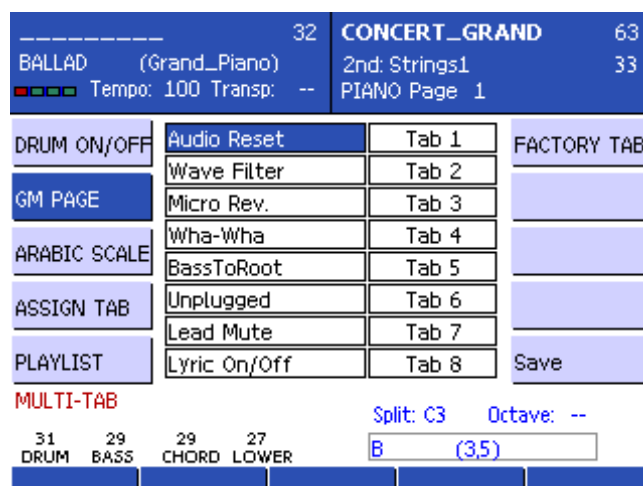 _________ 32
BALLAD (Grand_Piano)
Tempo: 100 Transp: --
CONCERT_GRAND 63
2nd: Strings1 33
PIANO Page 1
DRUM ON/OFF
GM PAGE
ARABIC SCALE
ASSIGN TAB
PLAYLIST
Audio Reset Tab 1
Wave Filter Tab 2
Micro Rev. Tab 3
Wha-Wha Tab 4
BassToRoot Tab 5
Unplugged Tab 6
Lead Mute Tab 7
Lyric On/Off Tab 8
FACTORY TAB
Save
MULTI-TAB
Split: C3 Octave: --
31 29 29 27
DRUM BASS CHORD LOWER
B (3,5)